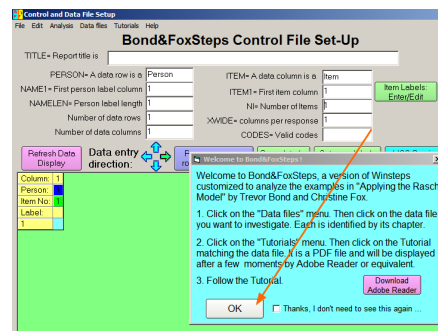 Control and Data File Setup
File Edit Analysis Data files Tutorials Help
Bond&FoxSteps Control File Set-Up
TITLE= Report title is
PERSON= A data row is a Person
ITEM= A data column is a Item
NAME1= First person label column 1
ITEM1= First item column 1
Item Labels:
Enter/Edit
NAMELEN= Person label length 1
NI= Number of Items 1
Number of data rows 1
XWIDE= columns per response 1
Number of data columns 1
CODES= Valid codes
Refresh Data
Display
Data entry
direction:
Column: 1
Person:
Item No: 1
Label:
1
Welcome to Bond&FoxSteps !
Welcome to Bond&FoxSteps, a version of Winsteps
customized to analyze the examples in "Applying the Rasch
Model" by Trevor Bond and Christine Fox.
1. Click on the "Data files" menu. Then click on the data file
you want to investigate. Each is identified by its chapter.
2. Click on the "Tutorials" menu. Then click on the Tutorial
matching the data file. It is a PDF file and will be displayed
after a few moments by Adobe Reader or equivalent.
3. Follow the Tutorial.
Download
Adobe Reader
OK
Thanks, I don't need to see this again ...